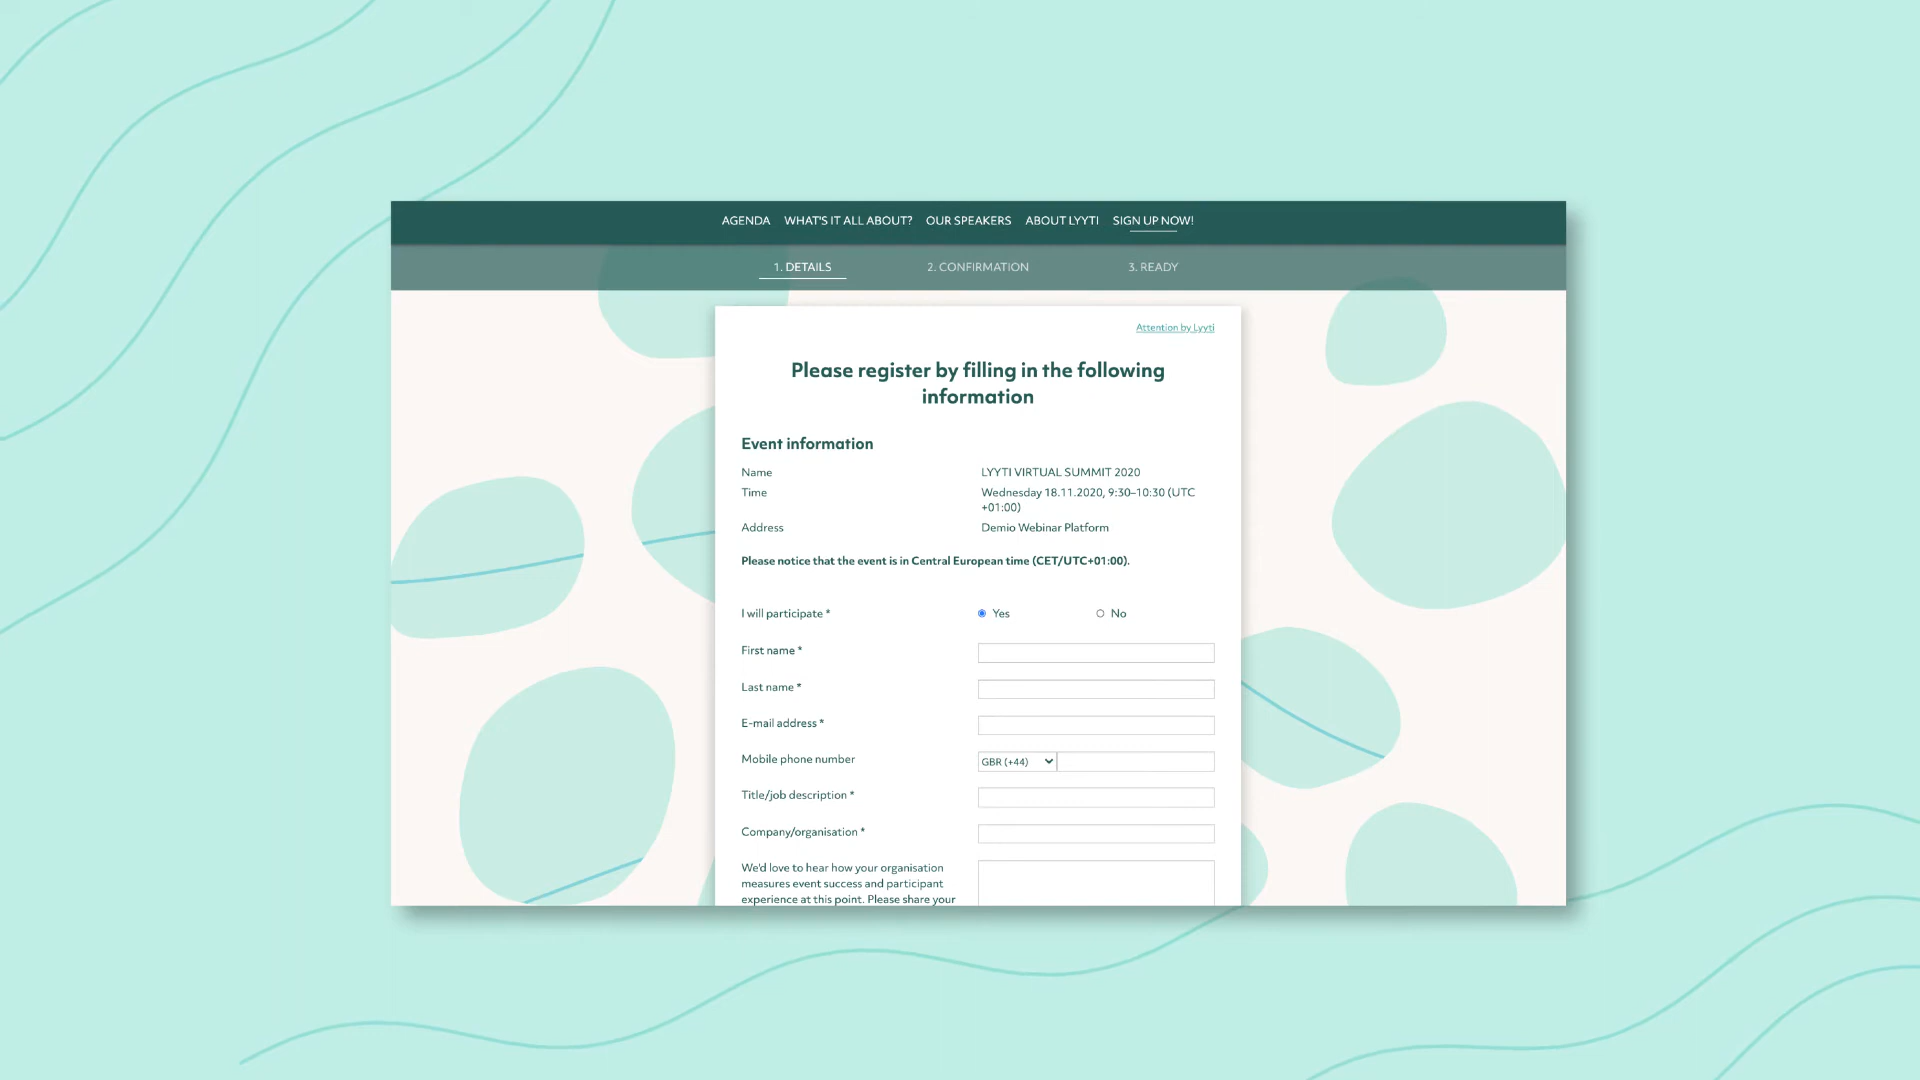 AGENDA WHAT'S IT ALL ABOUT? OUR SPEAKERS ABOUT LYYTI SIGN UP NOW!
1. DETAILS 2. CONFIRMATION 3. READY
Attention by Lyyti
Please register by filling in the following
information
Event information
Name LYYTI VIRTUAL SUMMIT 2020
Time Wednesday 18.11.2020, 9:30–10:30 (UTC
+01:00)
Address Demio Webinar Platform
Please notice that the event is in Central European time (CET/UTC+01:00).
I will participate * Yes No
First name *
Last name *
E-mail address *
Mobile phone number GBR (+44)
Title/job description *
Company/organisation *
We'd love to hear how your organisation
measures event success and participant
experience at this point. Please share your